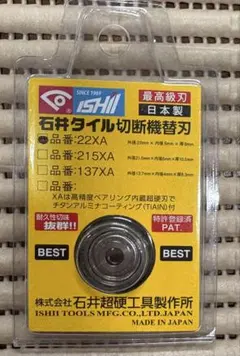 SINCE 1961
ISHII
最高級刃
日本製
石井タイル切断機替刃
品番:22XA
品番:215XA
品番:137XA
品番:
XAは高精度ベアリング内蔵超硬刃で
チタンアルミナコーティング(TiAlN)付
耐久性切味
抜群!!
特許登録済
PAT.
BEST
BEST
株式会社石井超硬工具製作所
ISHII TOOLS MFG.CO.,LTD.JAPAN
MADE IN JAPAN